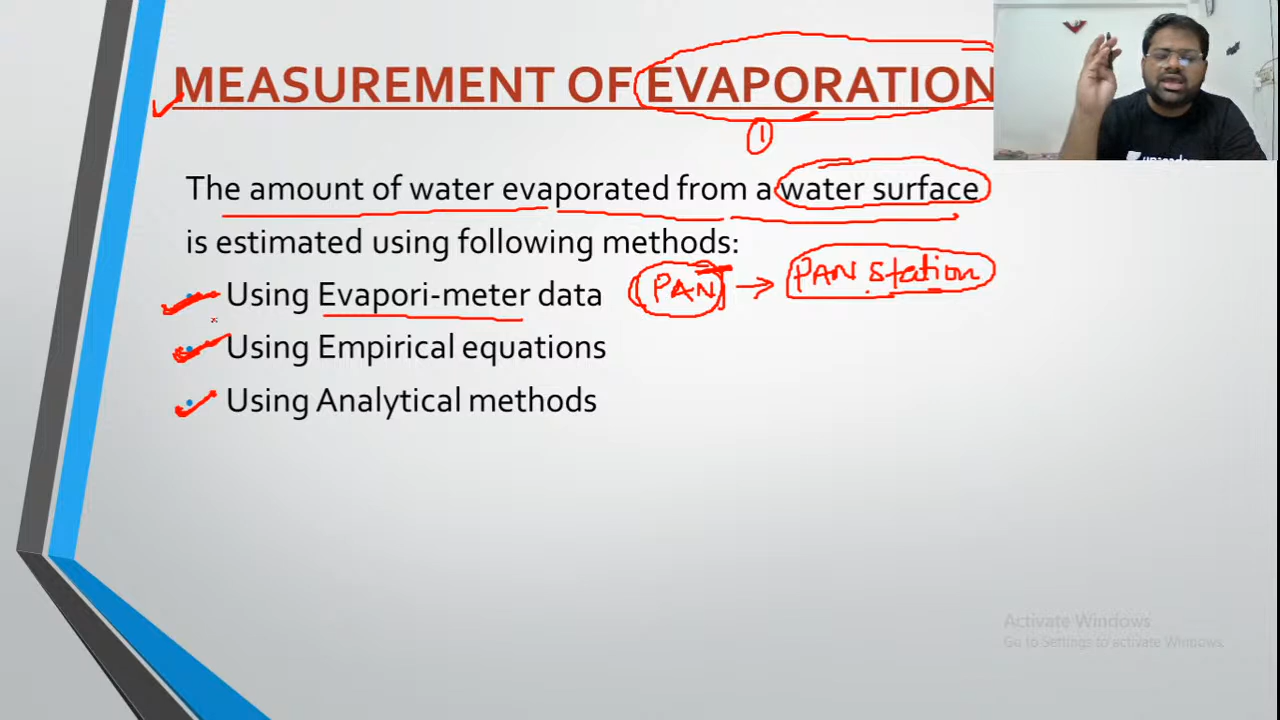 MEASUREMENT OF EVAPORATION
①
The amount of water evaporated from a water surface
is estimated using following methods:
• Using Evapori-meter data PAN → PAN station
• Using Empirical equations
• Using Analytical methods
Activate Windows
Go to Settings to activate Windows.